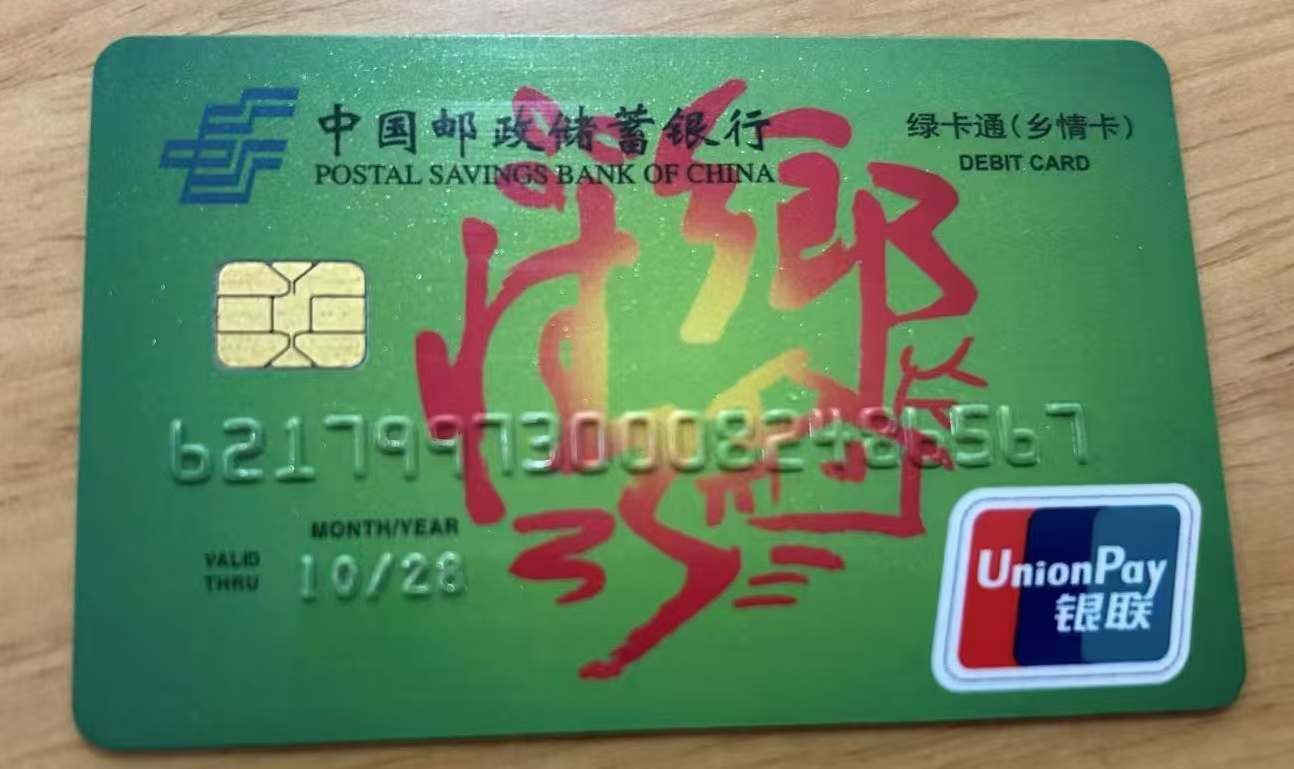 中国邮政储蓄银行
POSTAL SAVINGS BANK OF CHINA
绿卡通(乡情卡)
DEBIT CARD
6217997300082486567
MONTH/YEAR
VALID THRU 10/28
UnionPay
银联